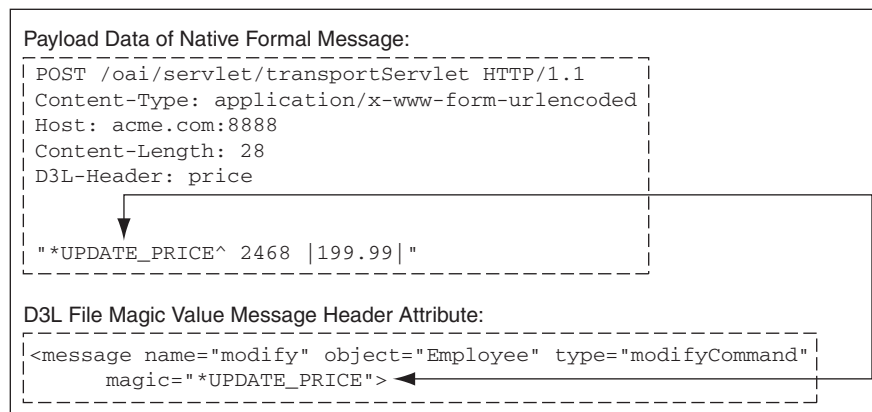 Payload Data of Native Formal Message:
POST /oai/servlet/transportServlet HTTP/1.1
Content-Type: application/x-www-form-urlencoded
Host: acme.com:8888
Content-Length: 28
D3L-Header: price
"*UPDATE_PRICE^ 2468 |199.99|"
D3L File Magic Value Message Header Attribute:
<message name="modify" object="Employee" type="modifyCommand"
magic="*UPDATE_PRICE">